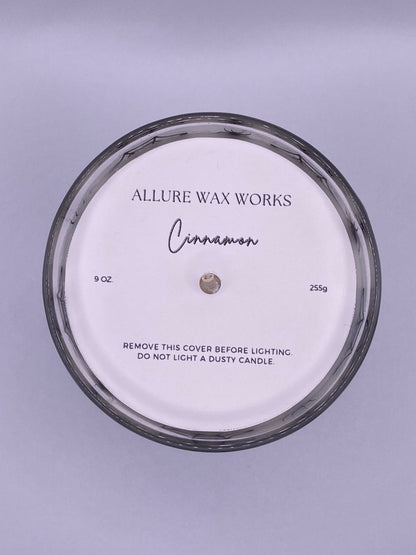 ALLURE WAX WORKS
Cinnamon
9 OZ.
255g
REMOVE THIS COVER BEFORE LIGHTING.
DO NOT LIGHT A DUSTY CANDLE.